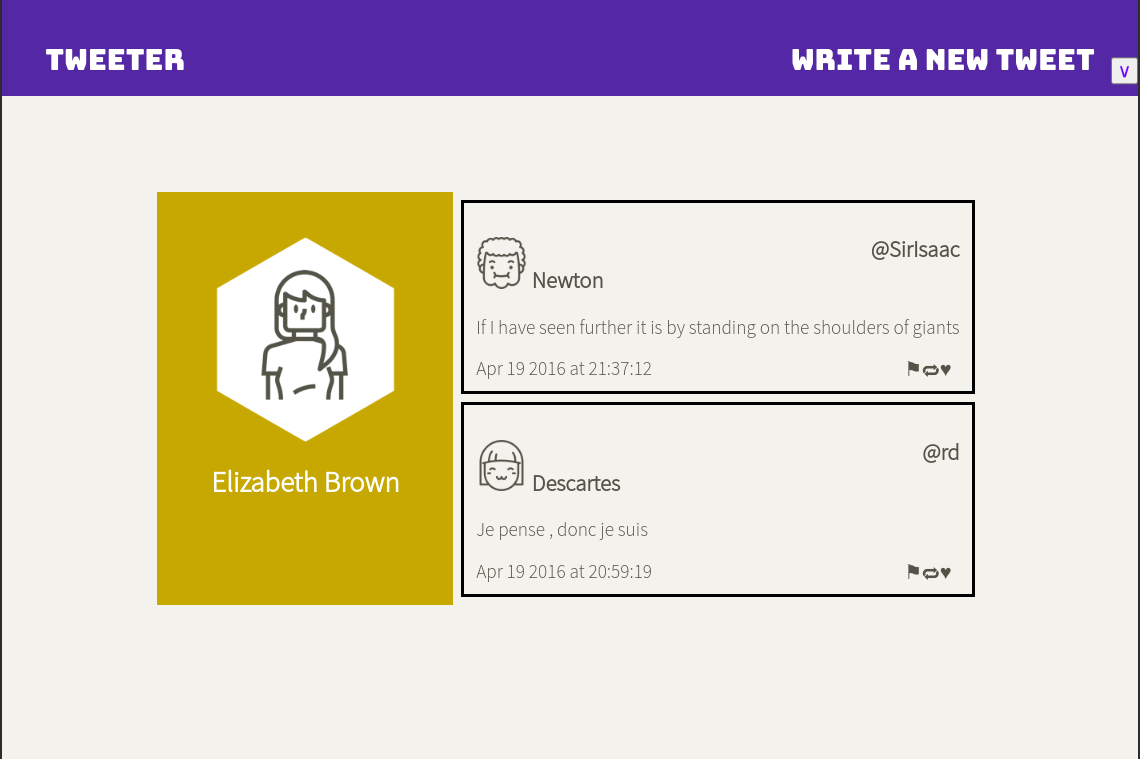 TWEETER
WRITE A NEW TWEET
V
Elizabeth Brown
@SirIsaac
Newton
If I have seen further it is by standing on the shoulders of giants
Apr 19 2016 at 21:37:12
@rd
Descartes
Je pense , donc je suis
Apr 19 2016 at 20:59:19